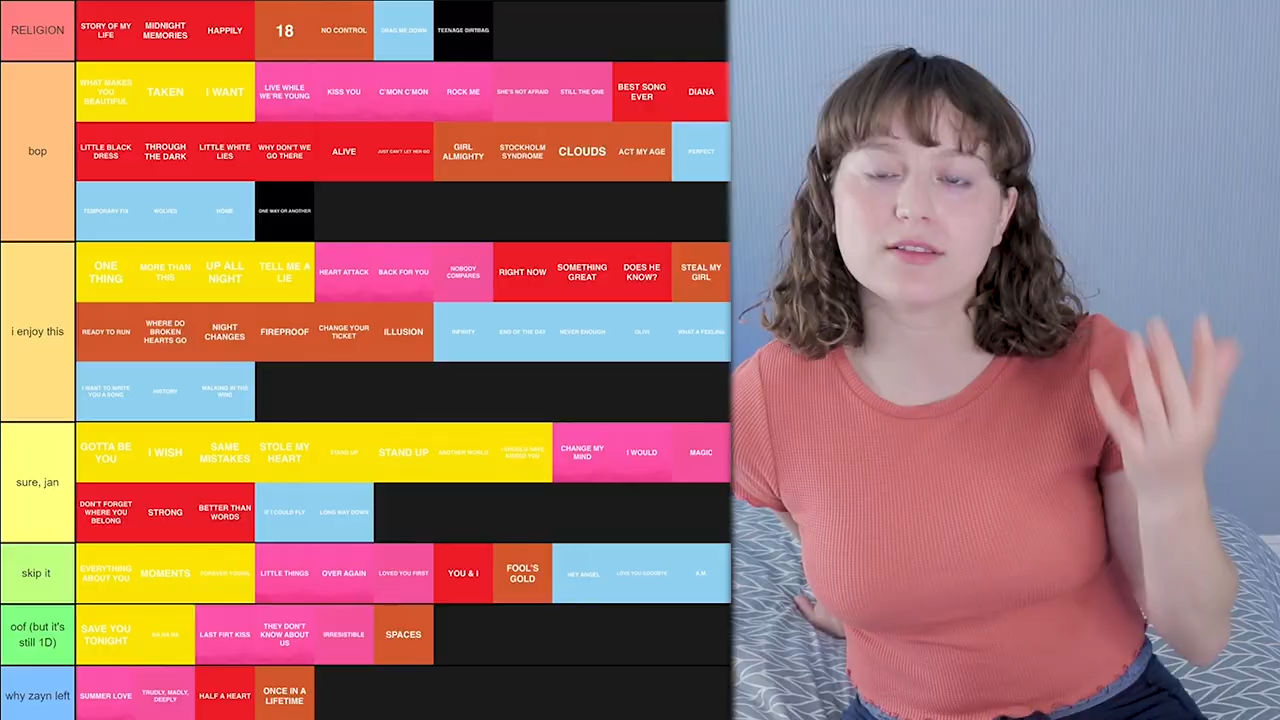 RELIGION
STORY OF MY LIFE
MIDNIGHT MEMORIES
HAPPILY
18
NO CONTROL
DRAG ME DOWN
TEENAGE DIRTBAG
bop
WHAT MAKES YOU BEAUTIFUL
TAKEN
I WANT
LIVE WHILE WE'RE YOUNG
KISS YOU
C'MON C'MON
ROCK ME
SHE'S NOT AFRAID
STILL THE ONE
BEST SONG EVER
DIANA
LITTLE BLACK DRESS
THROUGH THE DARK
LITTLE WHITE LIES
WHY DON'T WE GO THERE
ALIVE
JUST CAN'T LET HER GO
GIRL ALMIGHTY
STOCKHOLM SYNDROME
CLOUDS
ACT MY AGE
PERFECT
TEMPORARY FIX
WOLVES
HOME
ONE WAY OR ANOTHER
i enjoy this
ONE THING
MORE THAN THIS
UP ALL NIGHT
TELL ME A LIE
HEART ATTACK
BACK FOR YOU
NOBODY COMPARES
RIGHT NOW
SOMETHING GREAT
DOES HE KNOW?
STEAL MY GIRL
READY TO RUN
WHERE DO BROKEN HEARTS GO
NIGHT CHANGES
FIREPROOF
CHANGE YOUR TICKET
ILLUSION
INFINITY
END OF THE DAY
NEVER ENOUGH
OLIVI
WHAT A FEELING
I WANT TO WRITE YOU A SONG
HISTORY
WALKING IN THE WIND
sure, jan
GOTTA BE YOU
I WISH
SAME MISTAKES
STOLE MY HEART
STAND UP
STAND UP
ANOTHER WORLD
I SHOULD HAVE KISSED YOU
CHANGE MY MIND
I WOULD
MAGIC
DON'T FORGET WHERE YOU BELONG
STRONG
BETTER THAN WORDS
IF I COULD FLY
LONG WAY DOWN
skip it
EVERYTHING ABOUT YOU
MOMENTS
FOREVER YOUNG
LITTLE THINGS
OVER AGAIN
LOVED YOU FIRST
YOU & I
FOOL'S GOLD
HEY ANGEL
LOVE YOU GOODBYE
A.M.
oof (but it's still 1D)
SAVE YOU TONIGHT
NA NA NA
LAST FIRT KISS
THEY DON'T KNOW ABOUT US
IRRESISTIBLE
SPACES
why zayn left
SUMMER LOVE
TRUDLY, MADLY, DEEPLY
HALF A HEART
ONCE IN A LIFETIME